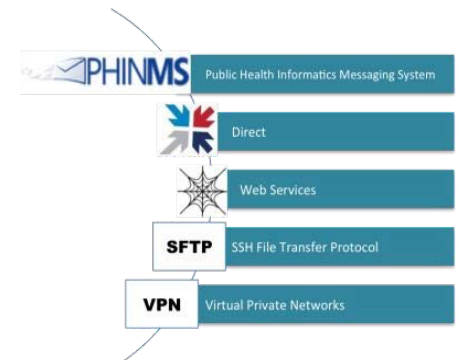 PHINMS Public Health Informatics Messaging System
Direct
Web Services
SFTP SSH File Transfer Protocol
VPN Virtual Private Networks